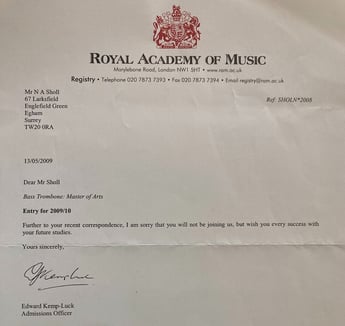 ROYAL ACADEMY OF MUSIC
Marylebone Road, London NW1 5HT • www.ram.ac.uk
Registry • Telephone 020 7873 7393 • Fax 020 7873 7394 • Email registry@ram.ac.uk
Mr N A Sholl
67 Larksfield
Englefield Green
Egham
Surrey
TW20 0RA
Ref: SHOLN*2008
13/05/2009
Dear Mr Sholl
Bass Trombone: Master of Arts
Entry for 2009/10
Further to your recent correspondence, I am sorry that you will not be joining us, but wish you every success with
your future studies.
Yours sincerely,
Edward Kemp-Luck
Admissions Officer